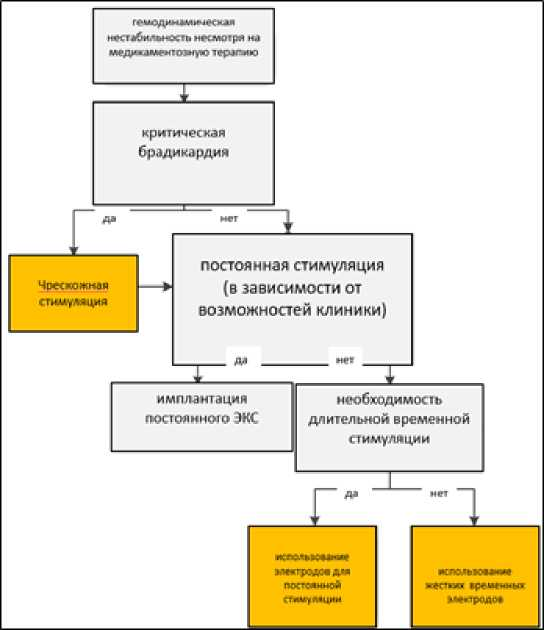 гемодинамическая
нестабильность несмотря на
медикаментозную терапию
критическая
брадикардия
да
нет
Чрескожная
стимуляция
постоянная стимуляция
(в зависимости от
возможностей клиники)
да
нет
имплантация
постоянного ЭКС
необходимость
длительной временной
стимуляции
да
нет
использование
электродов для
постоянной
стимуляции
использование
жестких временных
электродов